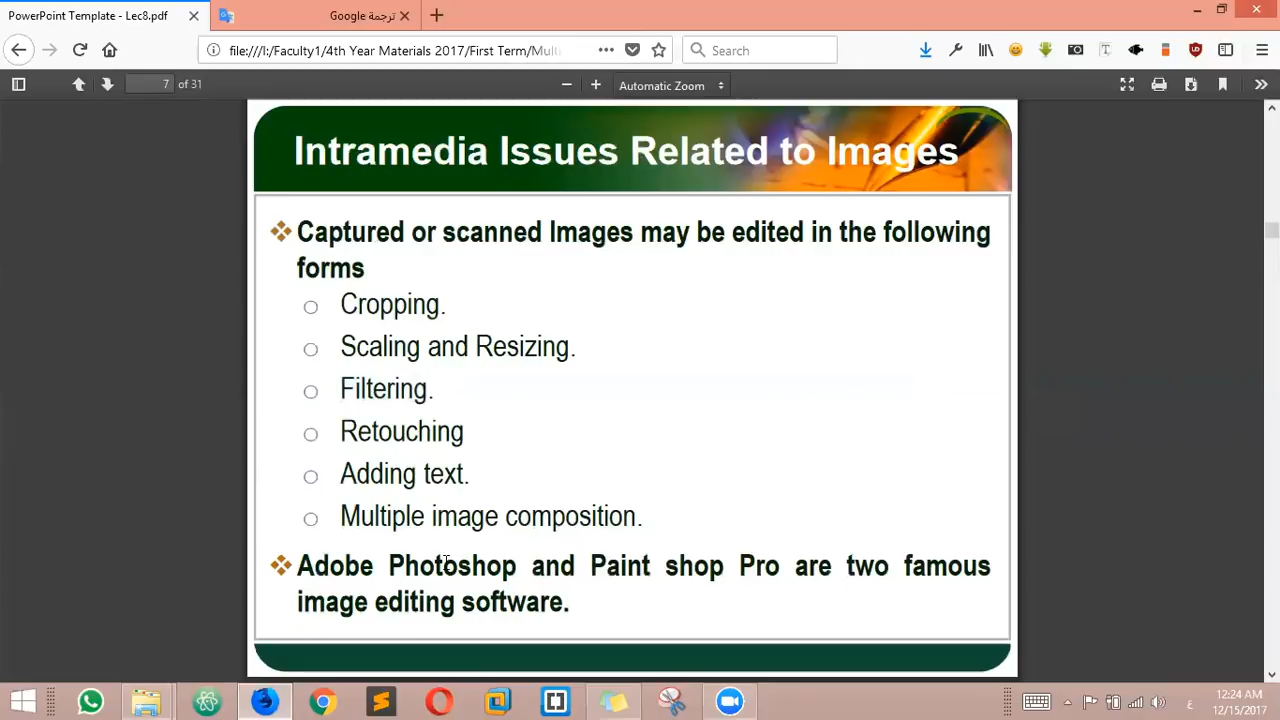 PowerPoint Template - Lec8.pdf
ترجمة Google
file:///I:/Faculty1/4th Year Materials 2017/First Term/Mult
Search
7 of 31
Automatic Zoom
Intramedia Issues Related to Images
Captured or scanned Images may be edited in the following
forms
Cropping.
Scaling and Resizing.
Filtering.
Retouching
Adding text.
Multiple image composition.
Adobe Photoshop and Paint shop Pro are two famous
image editing software.
12:24 AM
ع
12/15/2017